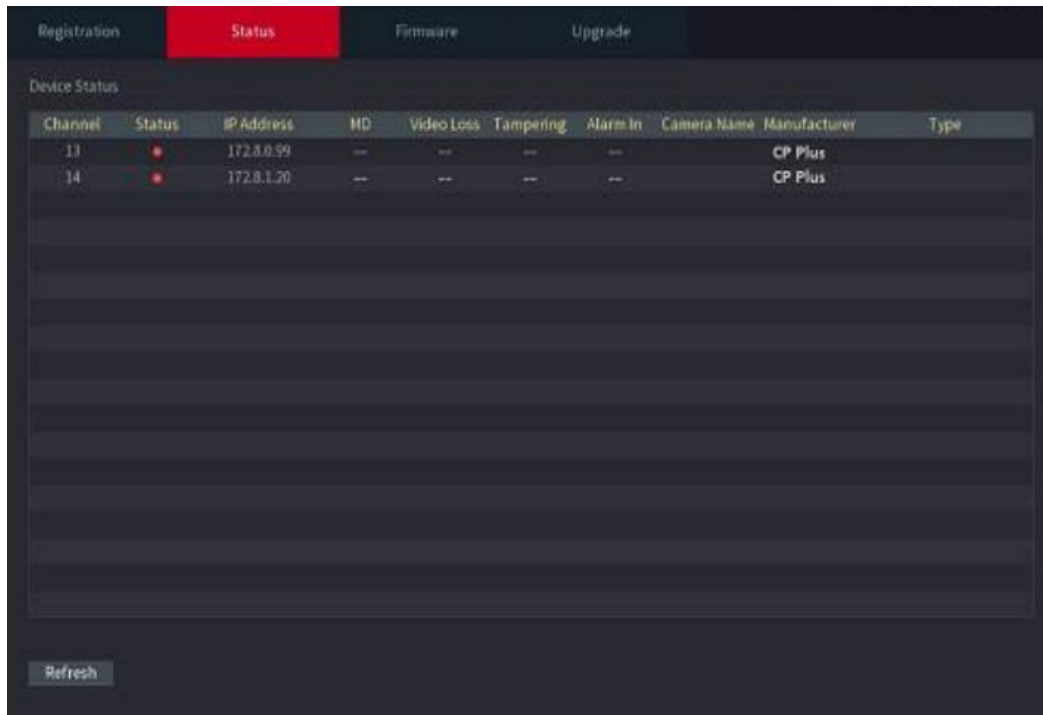 Registration Status Firmware Upgrade
Device Status
Channel Status IP Address MD Video Loss Tampering Alarm In Camera Name Manufacturer Type
13 172.8.0.99 -- -- -- -- CP Plus
14 172.8.1.20 -- -- -- -- CP Plus
Refresh